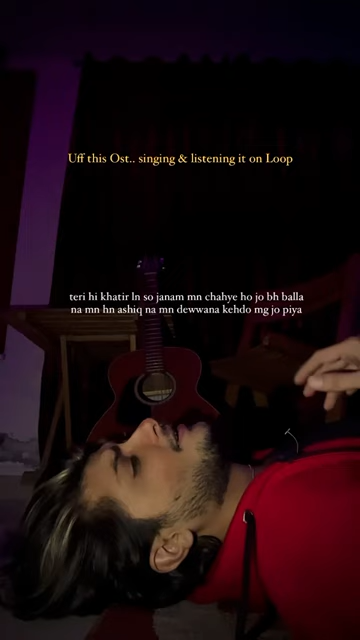 Uff this Ost.. singing & listening it on Loop
teri hi khatir ln so janam mn chahye ho jo bh balla
na mn hn ashiq na mn dewwana kehdo mg jo piya